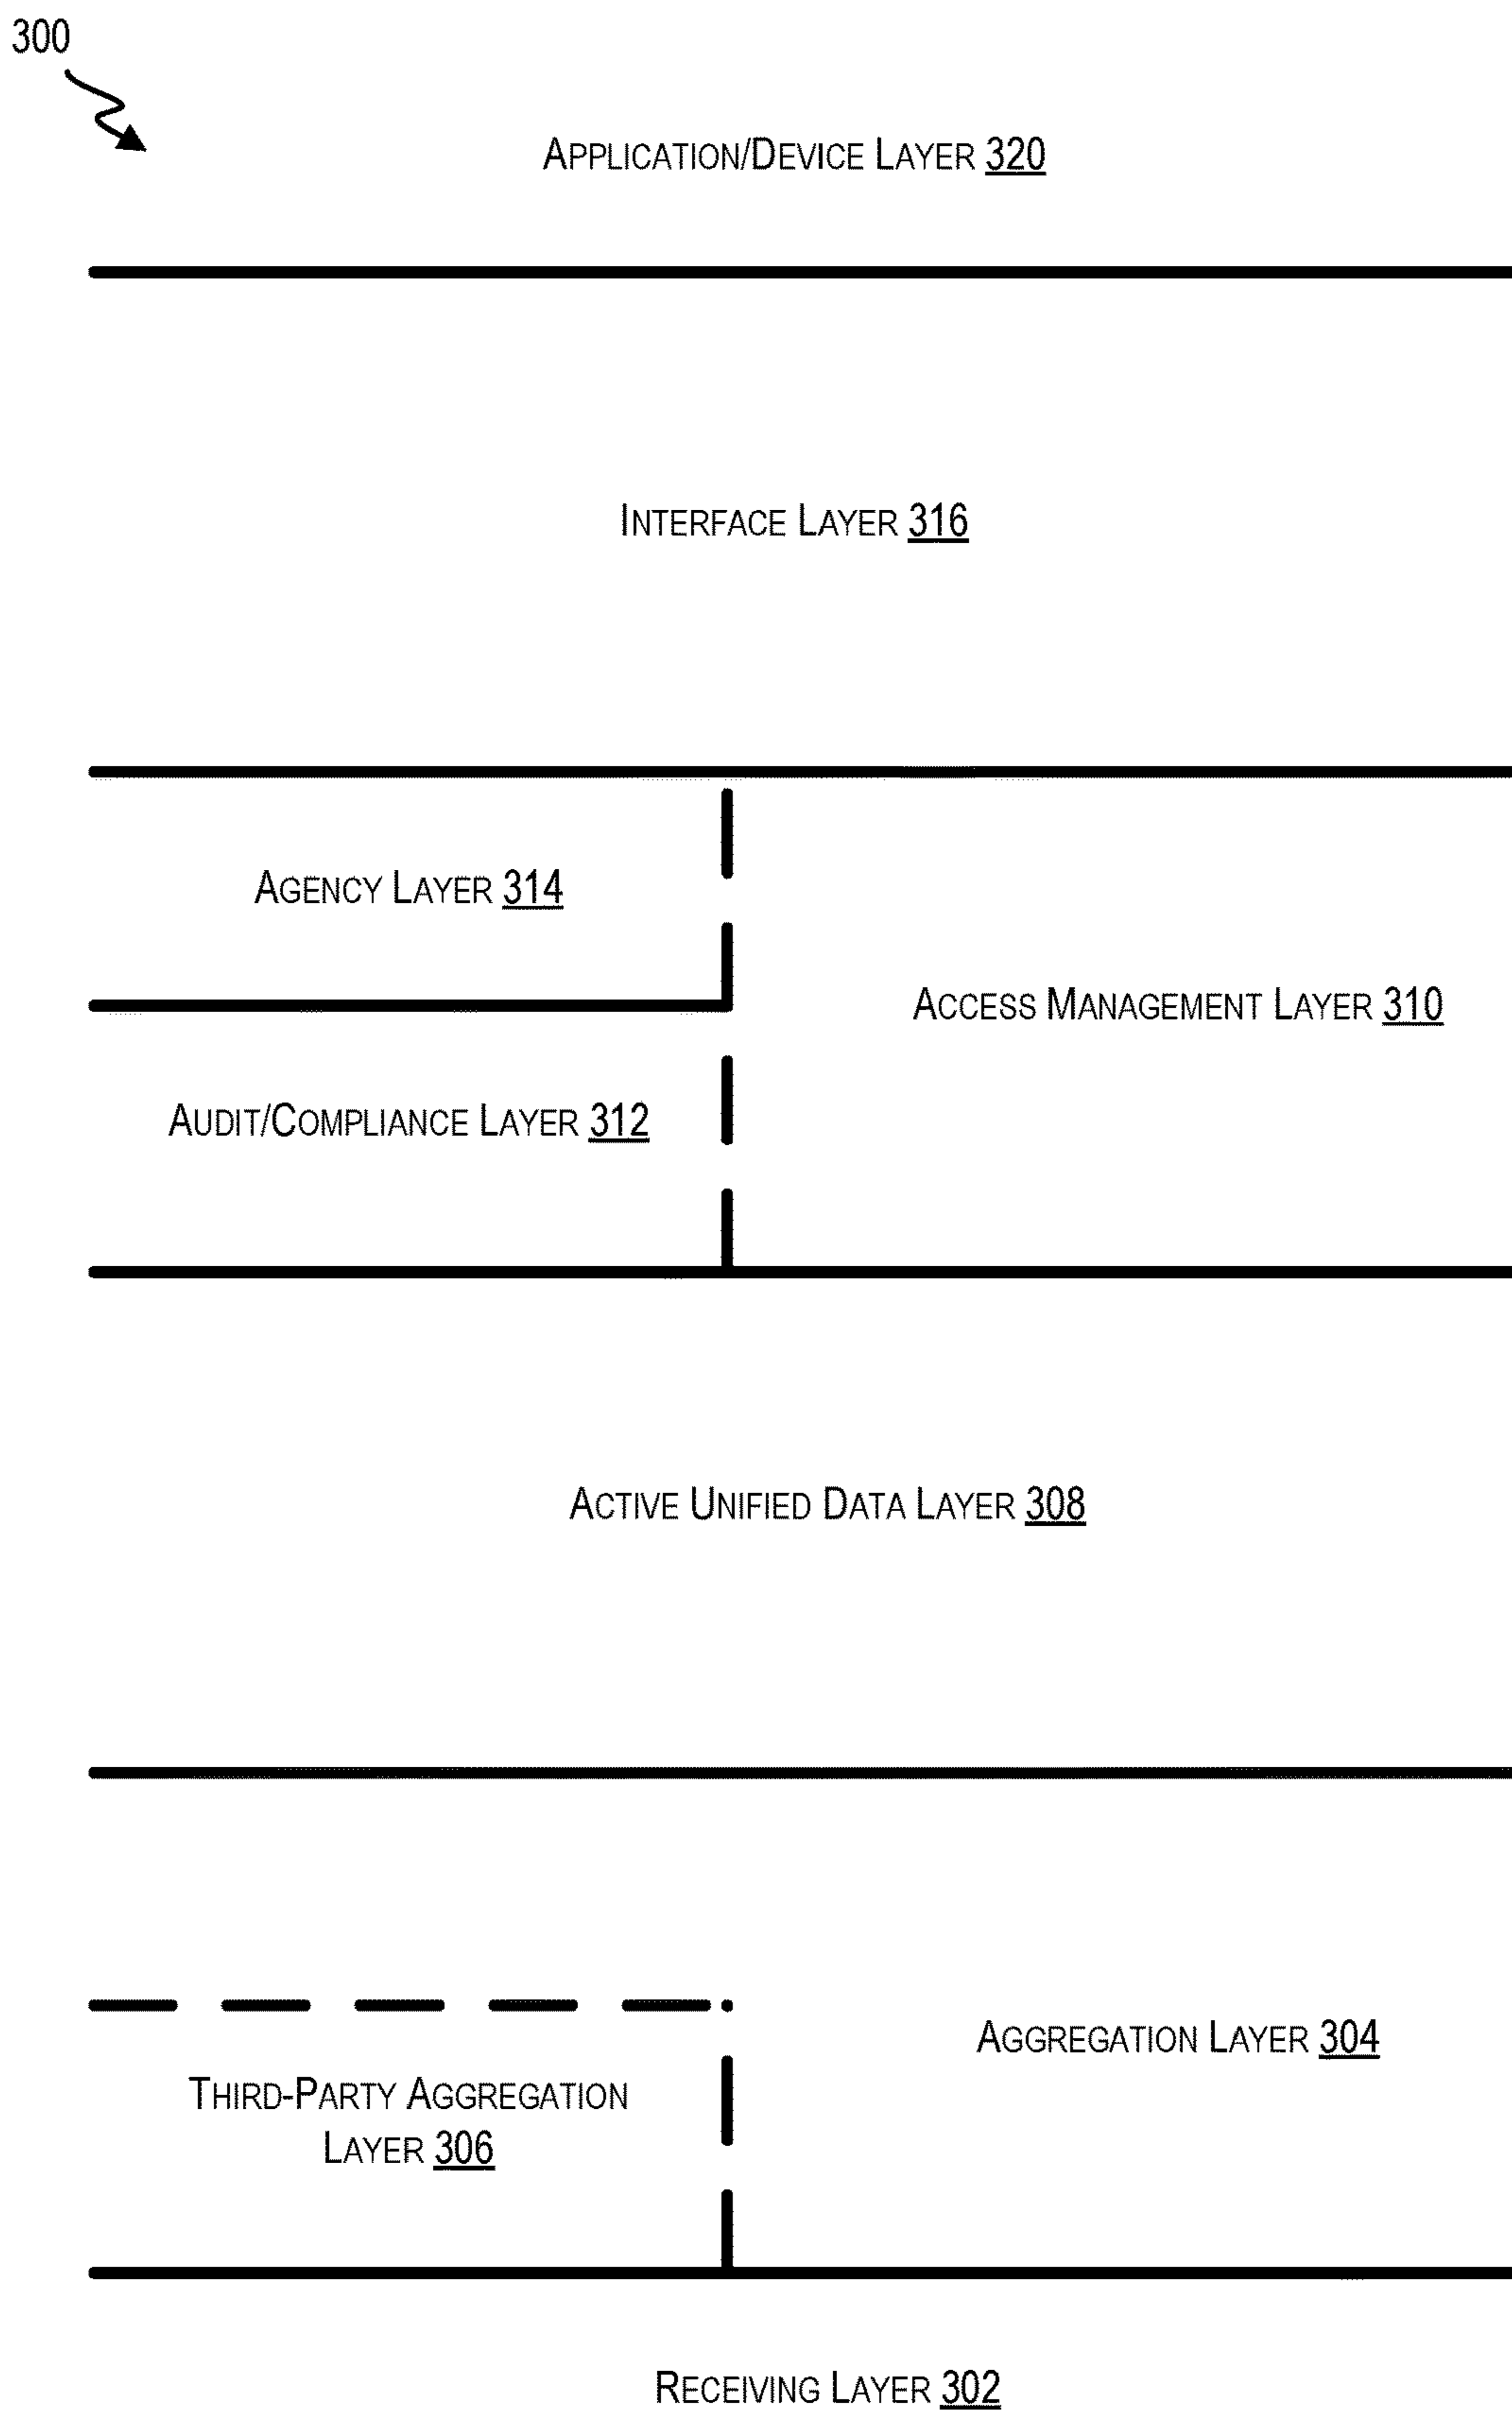 300
APPLICATION/DEVICE LAYER 320
INTERFACE LAYER 316
AGENCY LAYER 314
ACCESS MANAGEMENT LAYER 310
AUDIT/COMPLIANCE LAYER 312
ACTIVE UNIFIED DATA LAYER 308
AGGREGATION LAYER 304
THIRD-PARTY AGGREGATION
LAYER 306
RECEIVING LAYER 302